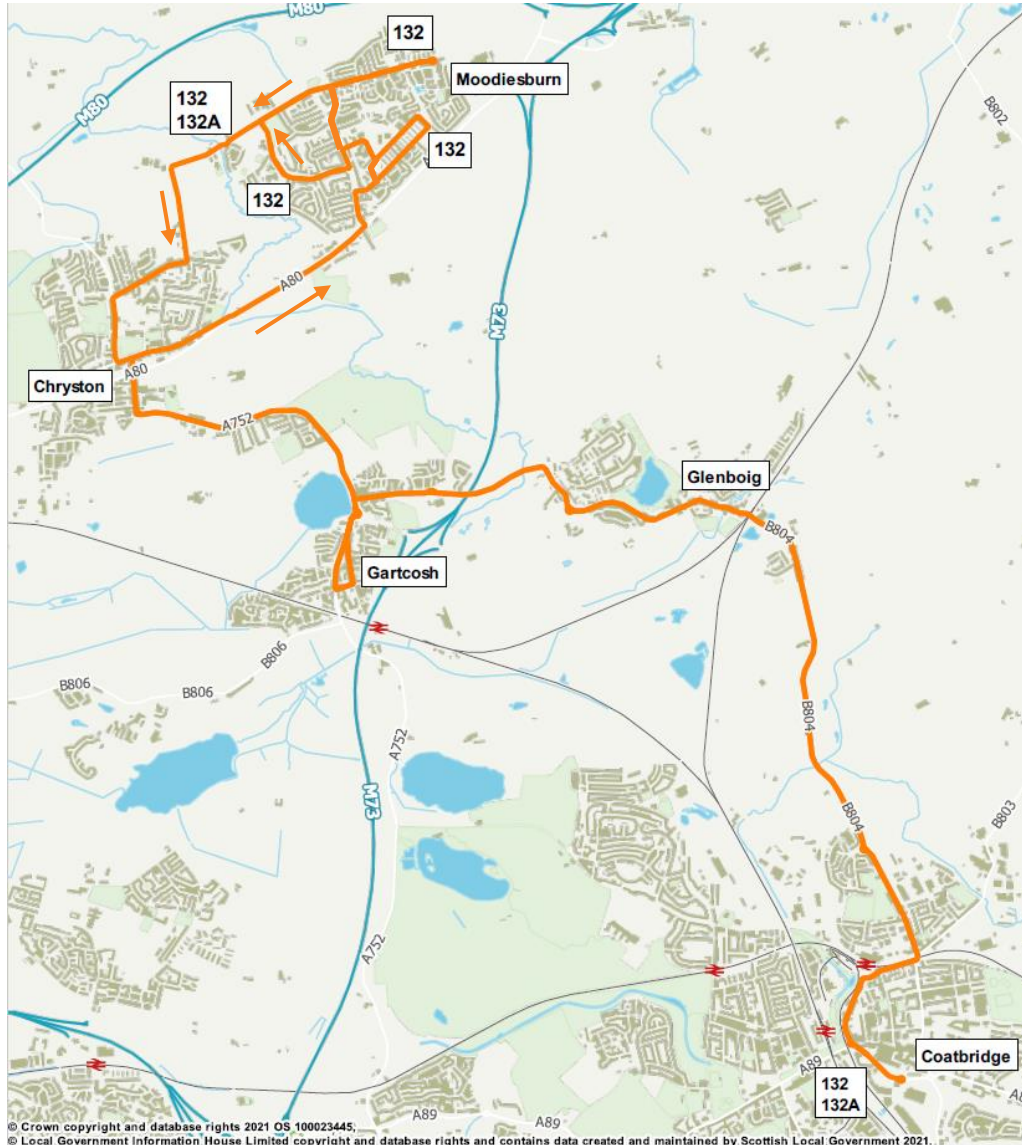 M80
132
Moodiesburn
132
132A
M80
B802
132
132
A80
M73
Chryston
A80
A752
Glenboig
B804
Gartcosh
B806
B806
B806
B804
A752
M73
B804
B803
A752
Coatbridge
A89
132
132A
A89
A89
© Crown copyright and database rights 2021 OS 100023445,
© Local Government Information House Limited copyright and database rights and contains data created and maintained by Scottish Local Government 2021.